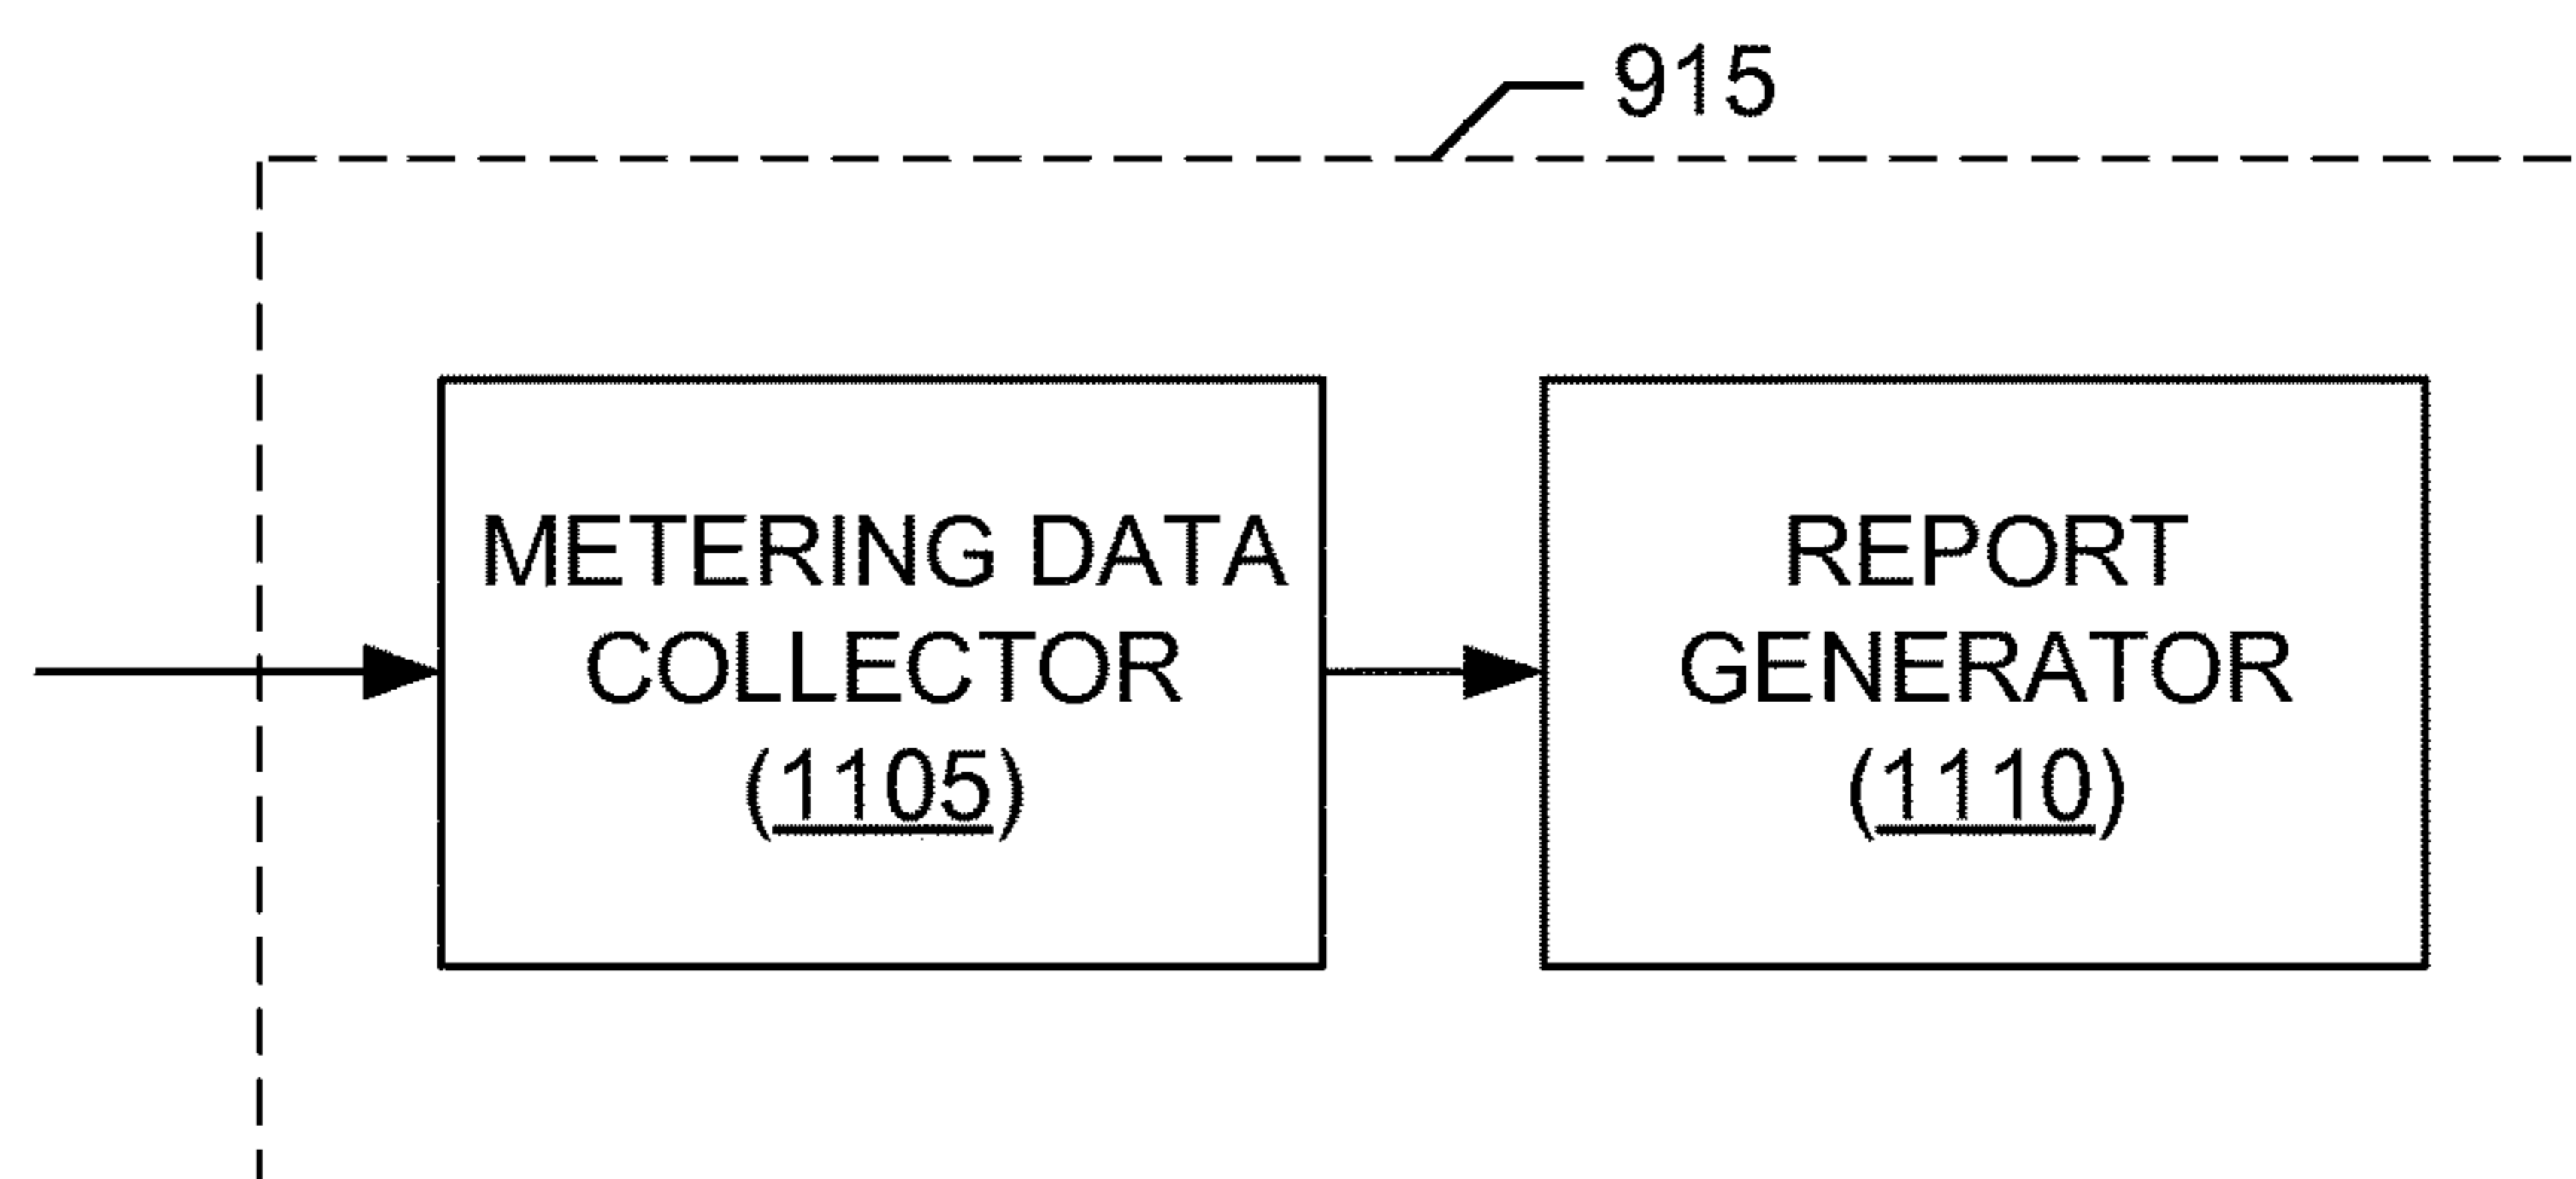 915
METERING DATA
COLLECTOR
(1105)
REPORT
GENERATOR
(1110)